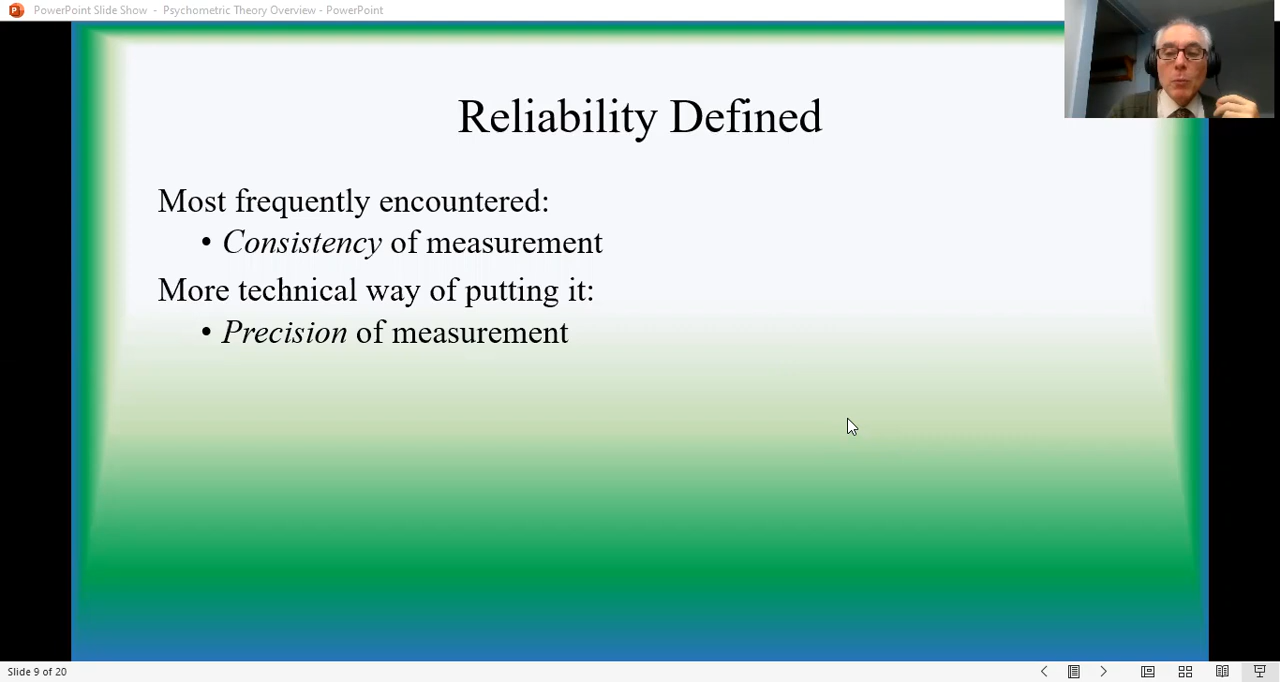 PowerPoint Slide Show - Psychometric Theory Overview - PowerPoint
Reliability Defined
Most frequently encountered:
• Consistency of measurement
More technical way of putting it:
• Precision of measurement
Slide 9 of 20